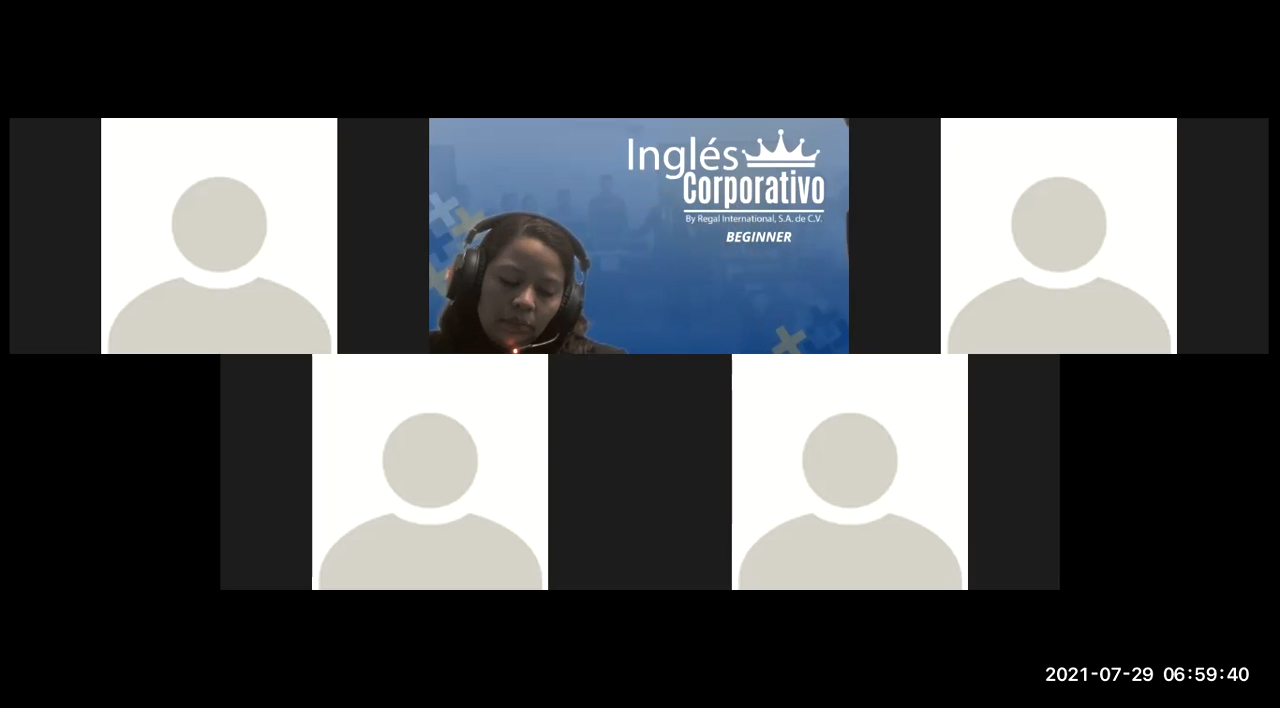 Inglés
Corporativo
By Regal International, S.A. de C.V.
BEGINNER
2021-07-29 06:59:40